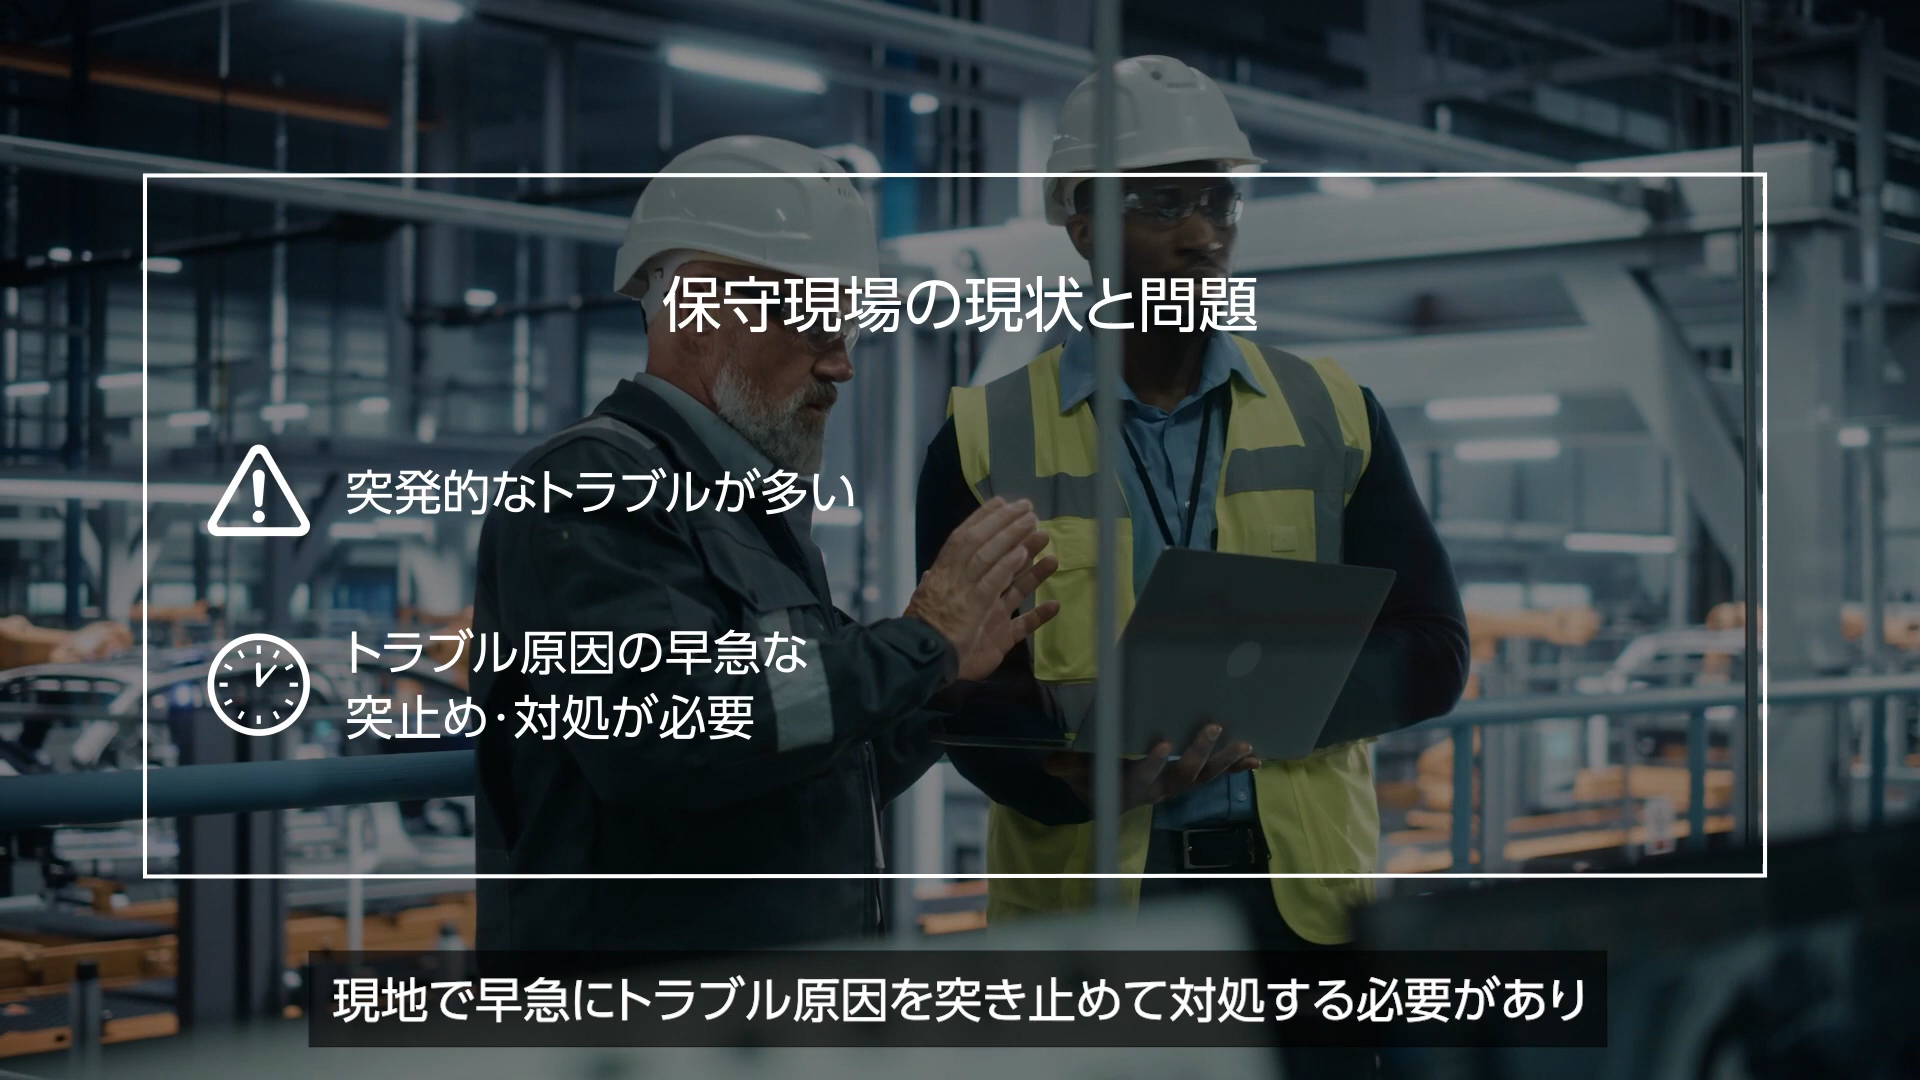 保守現場の現状と問題
突発的なトラブルが多い
トラブル原因の早急な
突止め・対処が必要
現地で早急にトラブル原因を突き止めて対処する必要があり